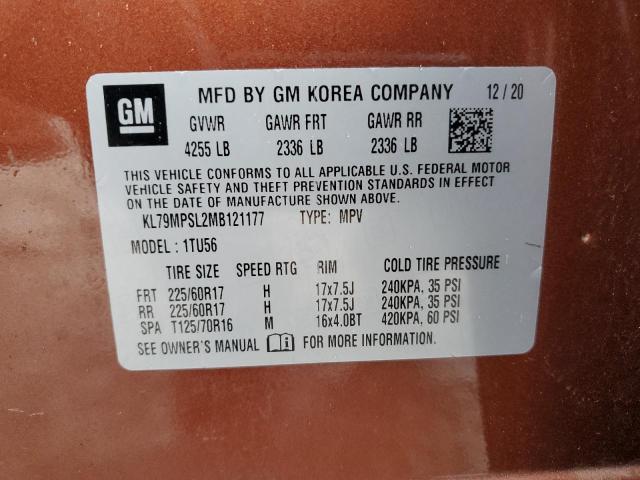 GM MFD BY GM KOREA COMPANY 12/20
GVWR GAWR FRT GAWR RR
4255 LB 2336 LB 2336 LB
THIS VEHICLE CONFORMS TO ALL APPLICABLE U.S. FEDERAL MOTOR
VEHICLE SAFETY AND THEFT PREVENTION STANDARDS IN EFFECT
ON THE DATE OF MANUFACTURE SHOWN ABOVE.
KL79MPSL2MB121177 TYPE: MPV
MODEL: 1TU56
TIRE SIZE SPEED RTG RIM COLD TIRE PRESSURE
FRT 225/60R17 H 17x7.5J 240KPA, 35 PSI
RR 225/60R17 H 17x7.5J 240KPA, 35 PSI
SPA T125/70R16 M 16x4.0BT 420KPA, 60 PSI
SEE OWNER'S MANUAL FOR MORE INFORMATION.